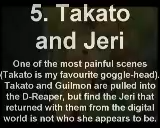 5. Takato
and Jeri
One of the most painful scenes
(Takato is my favourite goggle-head).
Takato and Guilmon are pulled into
the D-Reaper, but find the Jeri that
returned with them from the digital
world is not who she appears to be.